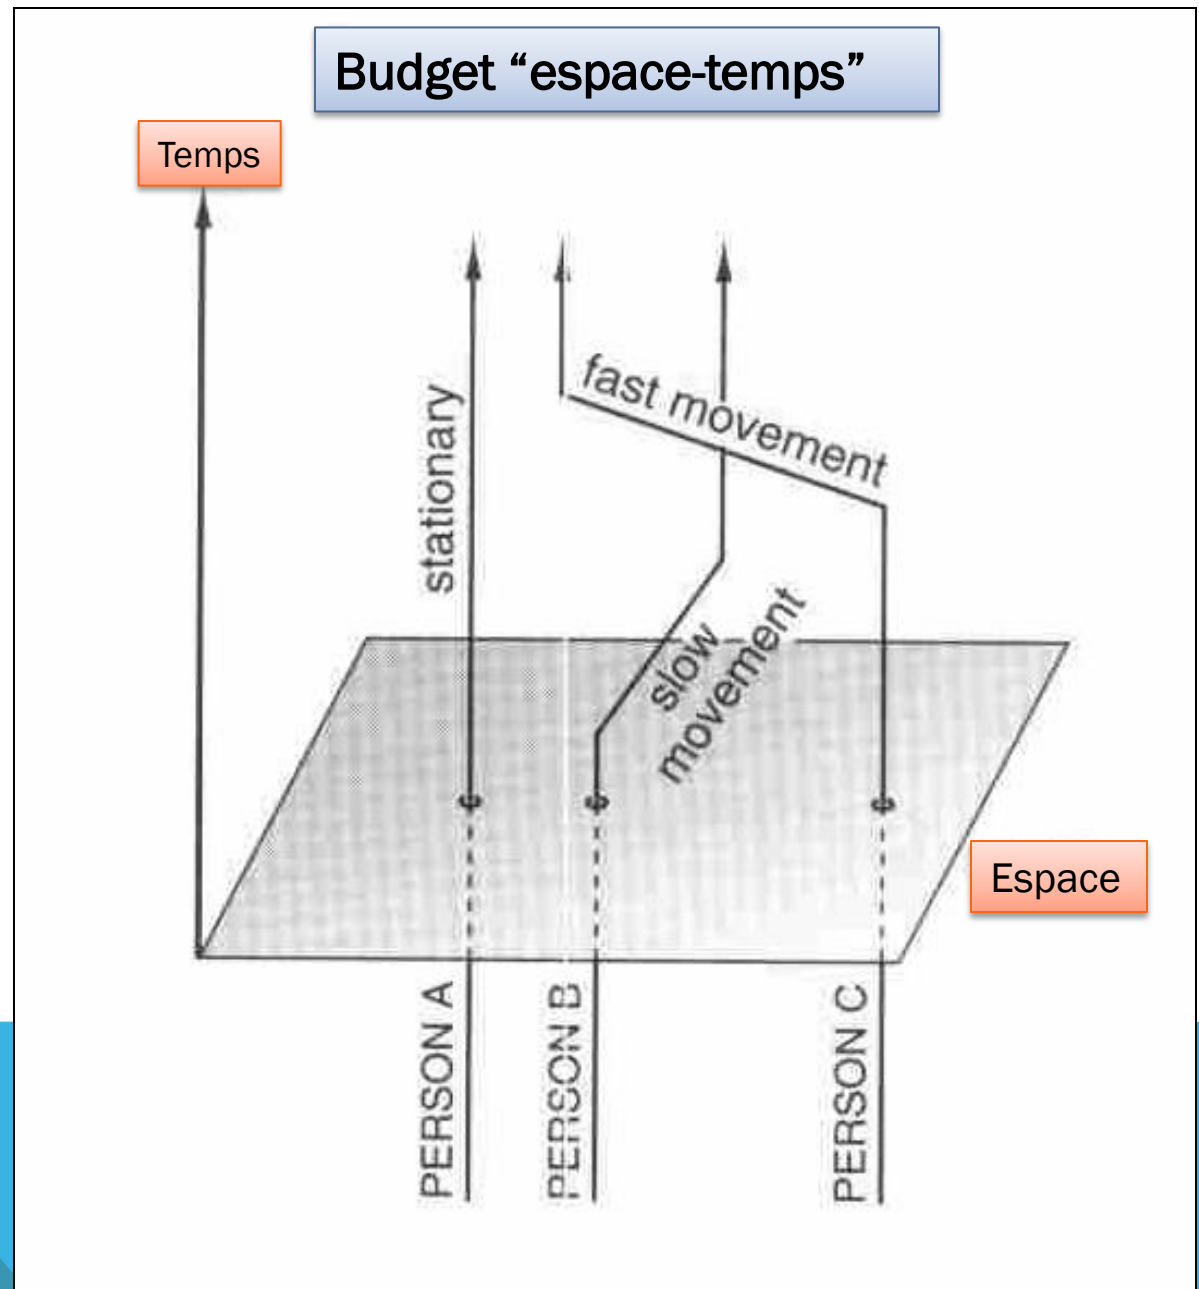 Budget “espace-temps”
Temps
stationary
fast movement
slow
movement
Espace
PERSON A
PERSON B
PERSON C